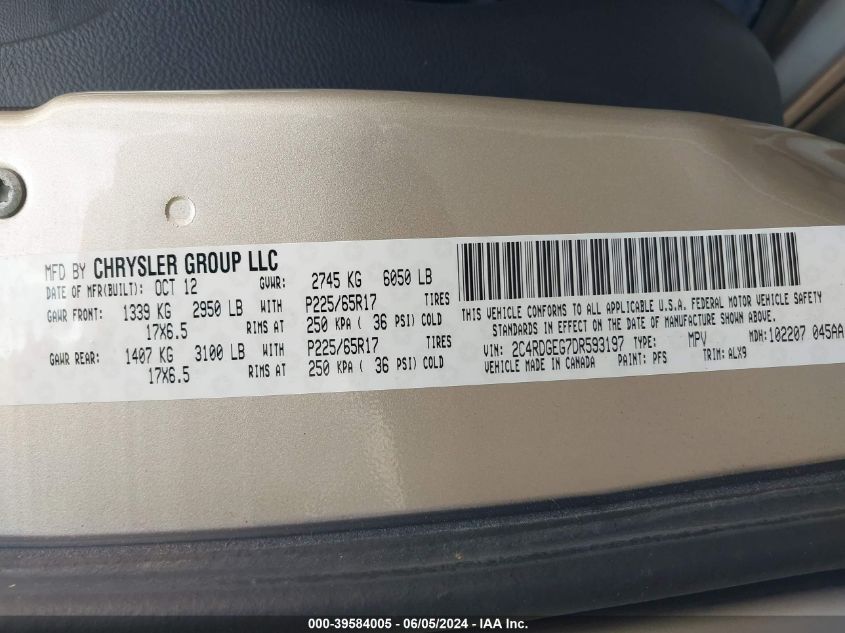 MFD BY CHRYSLER GROUP LLC
DATE OF MFR(BUILT): OCT 12 GVWR: 2745 KG 6050 LB
GAWR FRONT: 1339 KG 2950 LB WITH P225/65R17 TIRES
17X6.5 RIMS AT 250 KPA ( 36 PSI) COLD
GAWR REAR: 1407 KG 3100 LB WITH P225/65R17 TIRES
17X6.5 RIMS AT 250 KPA ( 36 PSI) COLD
THIS VEHICLE CONFORMS TO ALL APPLICABLE U.S.A. FEDERAL MOTOR VEHICLE SAFETY
STANDARDS IN EFFECT ON THE DATE OF MANUFACTURE SHOWN ABOVE.
VIN: 2C4RDGEG7DR593197 TYPE: MPV MDH:102207 045AA
VEHICLE MADE IN CANADA PAINT: PFS TRIM: ALX9
000-39584005 - 06/05/2024 - IAA Inc.